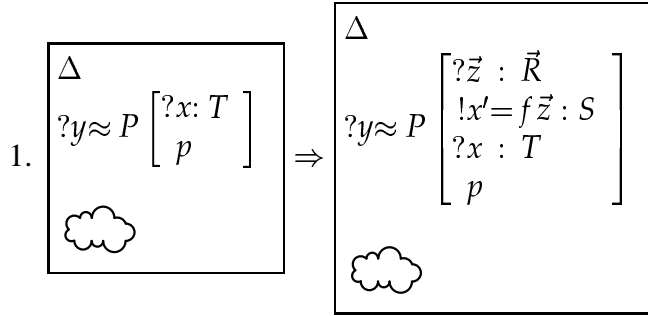 Δ
?y≈ P [ ?x: T
p ]
1.
⇒
Δ
?y≈ P [ ?z⃗ : R⃗
!x′= f z⃗ : S
?x : T
p ]